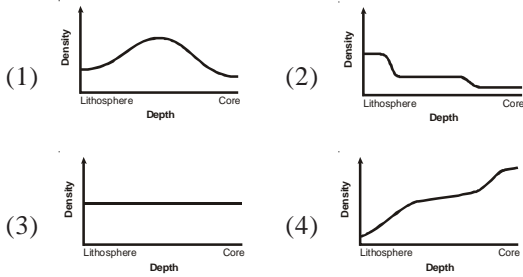 (1)
Density
Lithosphere Core
Depth
(2)
Density
Lithosphere Core
Depth
(3)
Density
Lithosphere Core
Depth
(4)
Density
Lithosphere Core
Depth